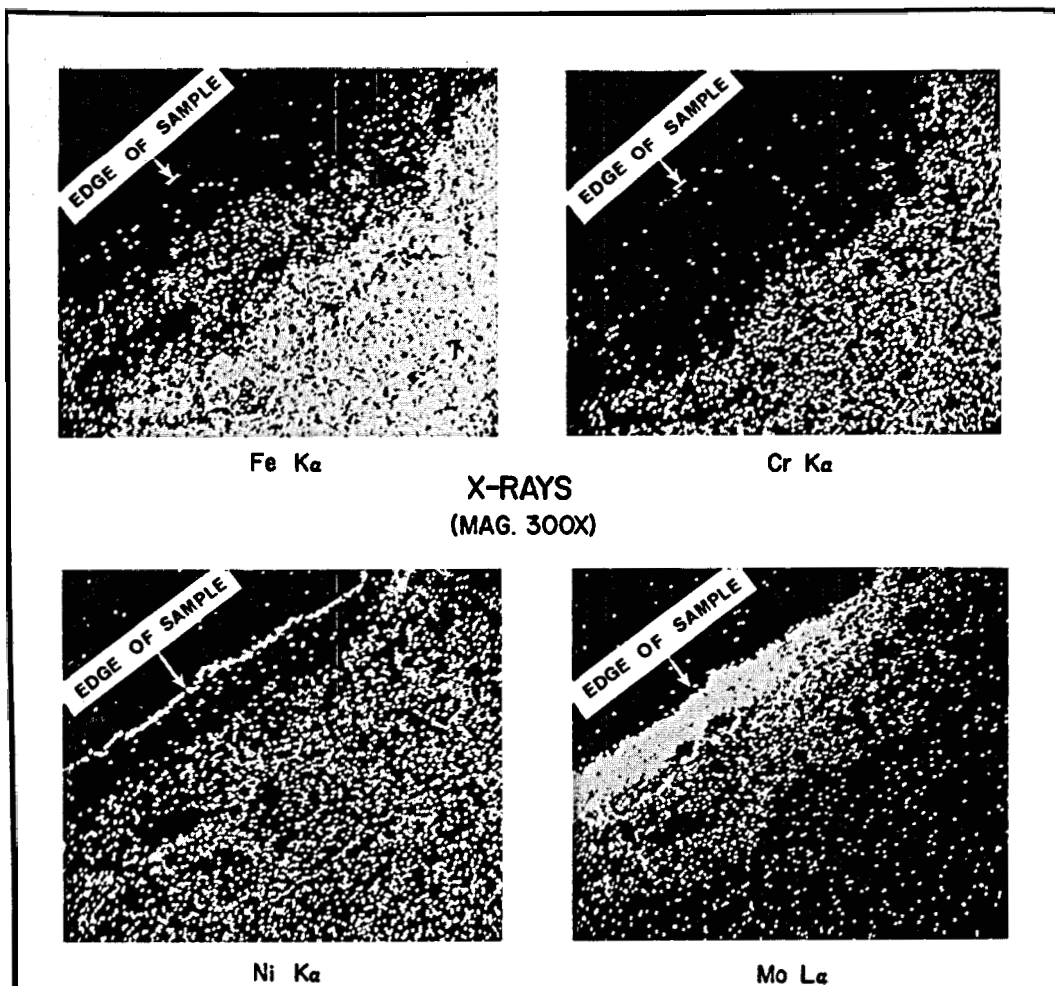 EDGE OF SAMPLE
EDGE OF SAMPLE
Fe Kα
Cr Kα
X-RAYS
(MAG. 300X)
EDGE OF SAMPLE
EDGE OF SAMPLE
Ni Kα
Mo Lα